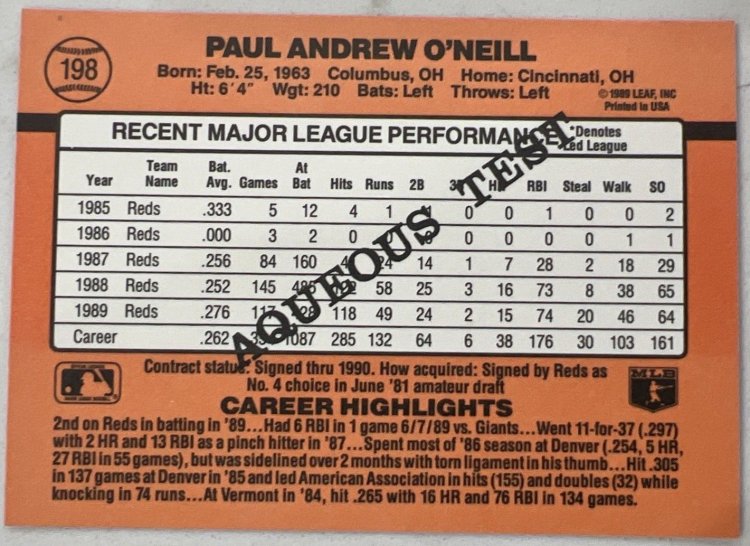 198
PAUL ANDREW O'NEILL
Born: Feb. 25, 1963 Columbus, OH Home: Cincinnati, OH
Ht: 6'4" Wgt: 210 Bats: Left Throws: Left
© 1989 LEAF, INC
Printed in USA
RECENT MAJOR LEAGUE PERFORMANCE
*Denotes
Led League
AQUEOUS TEST
Year Team Name Bat. Avg. Games At Bat Hits Runs 2B RBI Steal Walk SO
1985 Reds .333 5 12 4 1 1 0 0 1 0 0 2
1986 Reds .000 3 2 0 0 0 0 0 0 1 1
1987 Reds .256 84 160 14 1 7 28 2 18 29
1988 Reds .252 145 485 58 25 3 16 73 8 38 65
1989 Reds .276 118 49 24 2 15 74 20 46 64
Career .262 1087 285 132 64 6 38 176 30 103 161
Contract status: Signed thru 1990. How acquired: Signed by Reds as
No. 4 choice in June '81 amateur draft
MLB
CAREER HIGHLIGHTS
2nd on Reds in batting in '89...Had 6 RBI in 1 game 6/7/89 vs. Giants...Went 11-for-37 (.297)
with 2 HR and 13 RBI as a pinch hitter in '87...Spent most of '86 season at Denver (.254, 5 HR,
27 RBI in 55 games), but was sidelined over 2 months with torn ligament in his thumb...Hit .305
in 137 games at Denver in '85 and led American Association in hits (155) and doubles (32) while
knocking in 74 runs...At Vermont in '84, hit .265 with 16 HR and 76 RBI in 134 games.